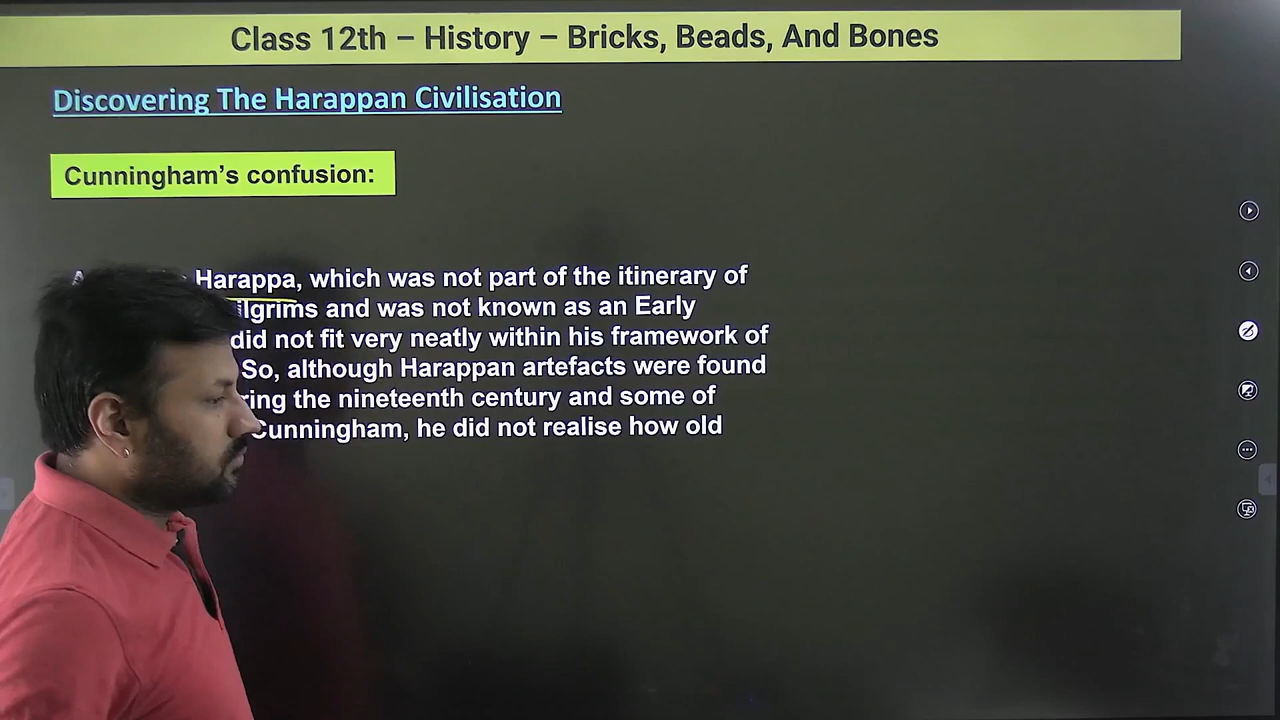 Class 12th – History – Bricks, Beads, And Bones
Discovering The Harappan Civilisation
Cunningham's confusion:
Harappa, which was not part of the itinerary of
and was not known as an Early
did not fit very neatly within his framework of
So, although Harappan artefacts were found
the nineteenth century and some of
Cunningham, he did not realise how old